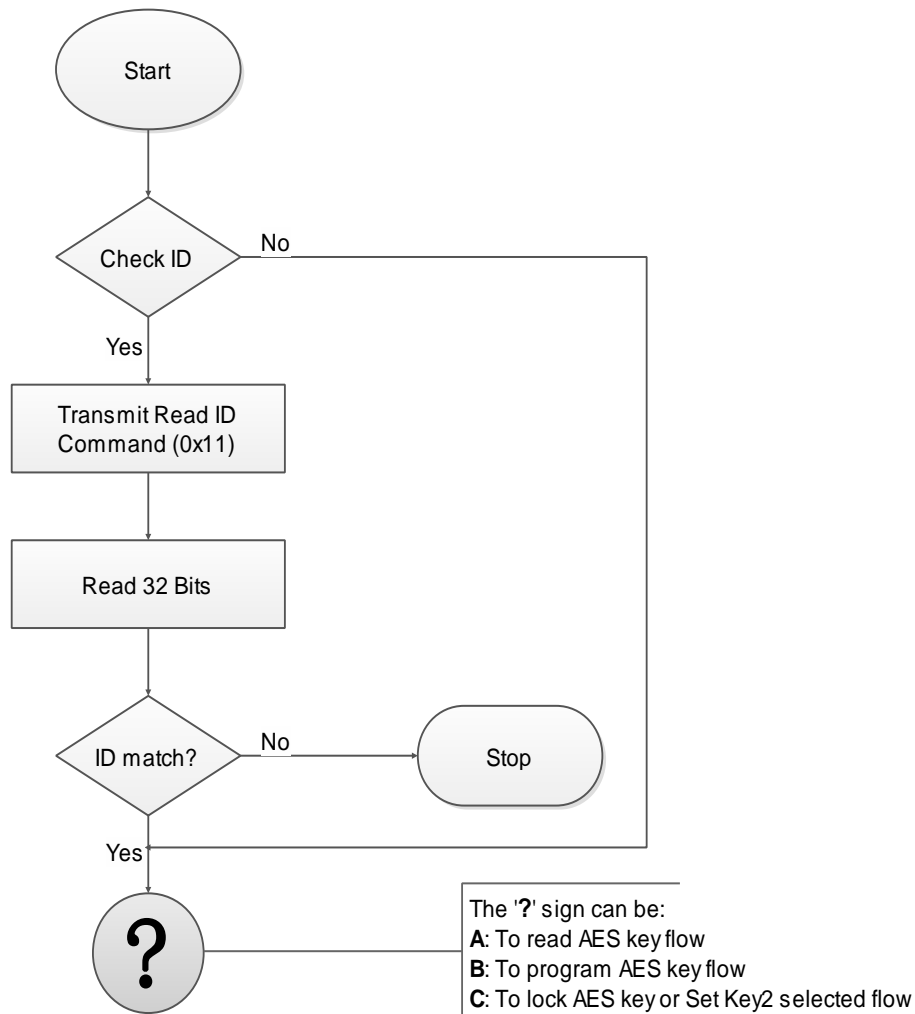 Start
Check ID
No
Yes
Transmit Read ID
Command (0x11)
Read 32 Bits
ID match?
No
Stop
Yes
?
The '?' sign can be:
A: To read AES key flow
B: To program AES key flow
C: To lock AES key or Set Key2 selected flow